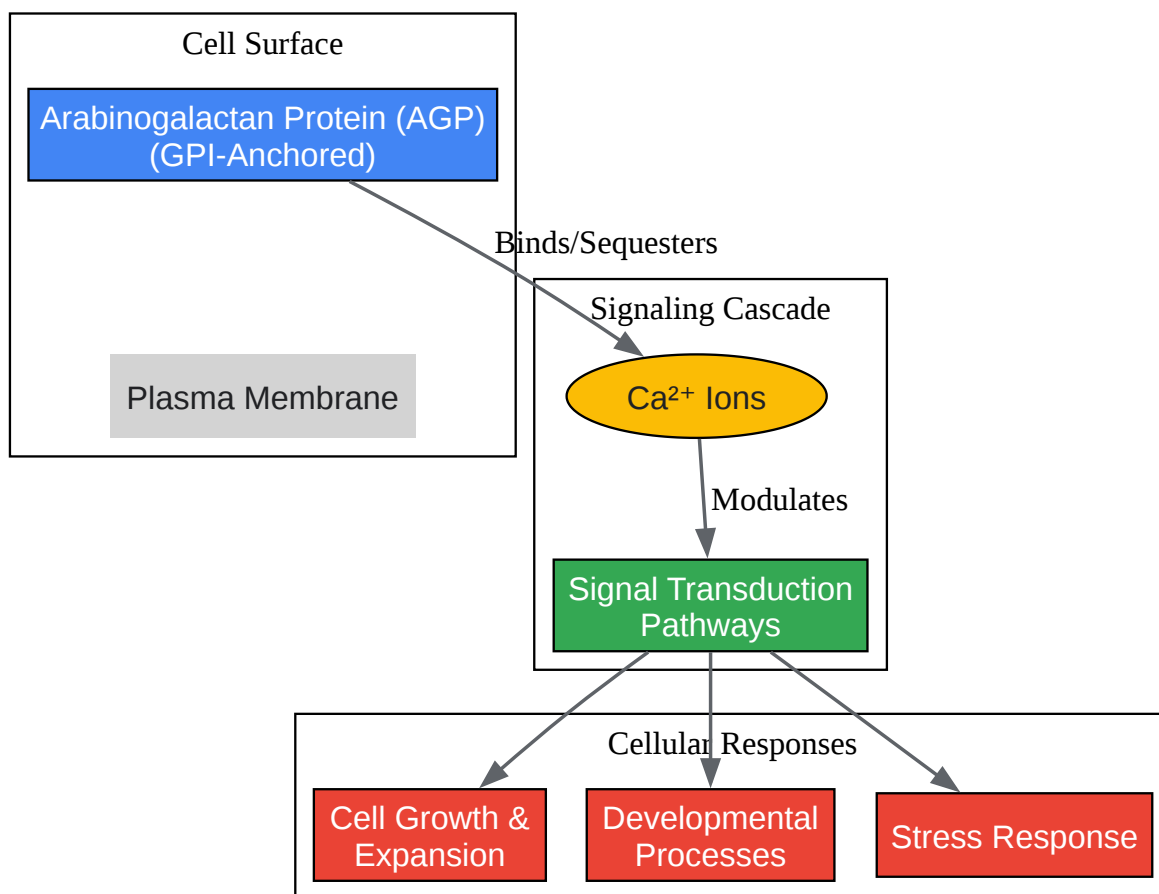 Cell Surface
Arabinogalactan Protein (AGP)
(GPI-Anchored)
Binds/Sequesters
Signaling Cascade
Plasma Membrane
Ca²⁺ Ions
Modulates
Signal Transduction
Pathways
Cellular Responses
Cell Growth &
Expansion
Developmental
Processes
Stress Response